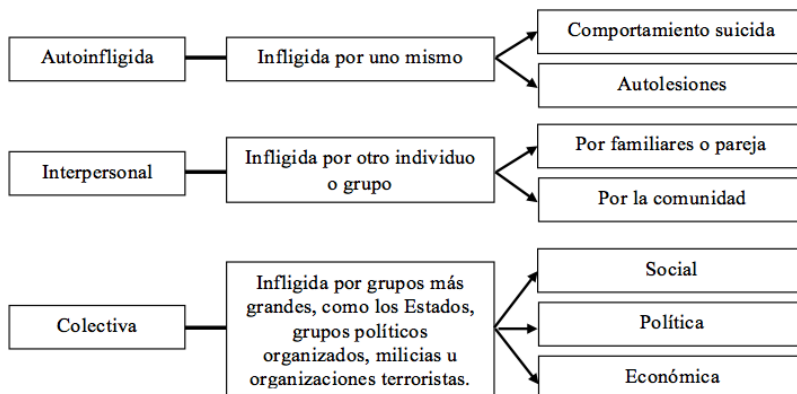 Autoinfligida
Infligida por uno mismo
Comportamiento suicida
Autolesiones
Interpersonal
Infligida por otro individuo
o grupo
Por familiares o pareja
Por la comunidad
Colectiva
Infligida por grupos más
grandes, como los Estados,
grupos políticos
organizados, milicias u
organizaciones terroristas.
Social
Política
Económica